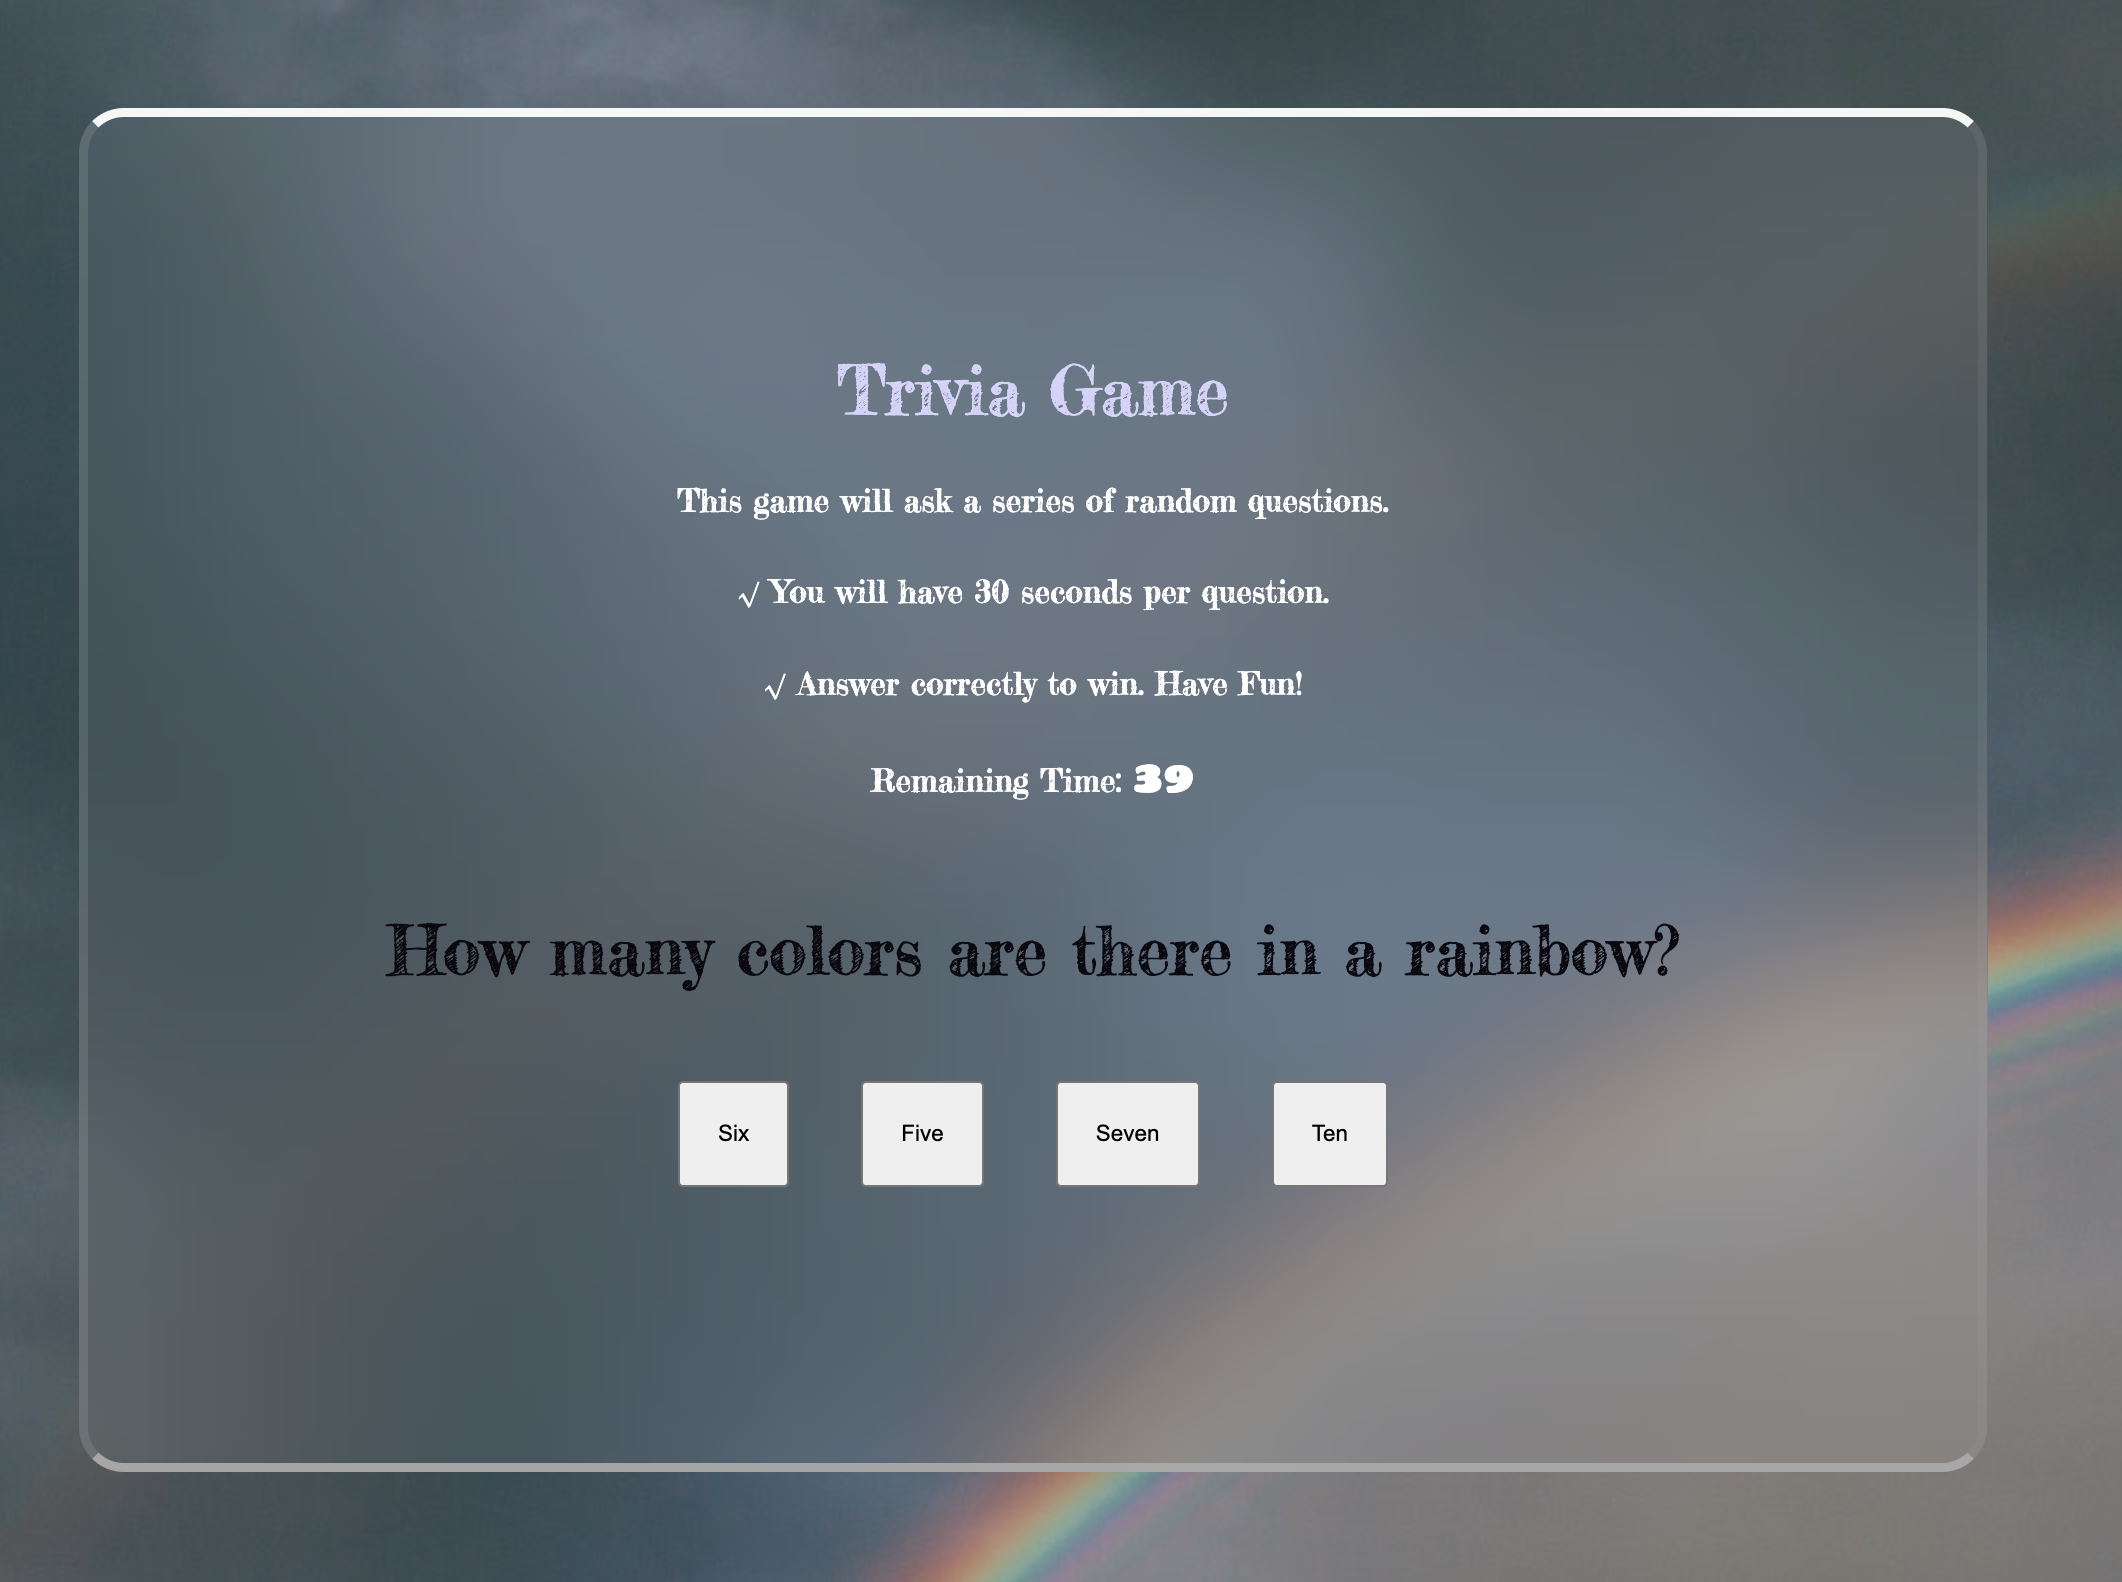 Trivia Game
This game will ask a series of random questions.
√ You will have 30 seconds per question.
√ Answer correctly to win. Have Fun!
Remaining Time: 39
How many colors are there in a rainbow?
Six Five Seven Ten